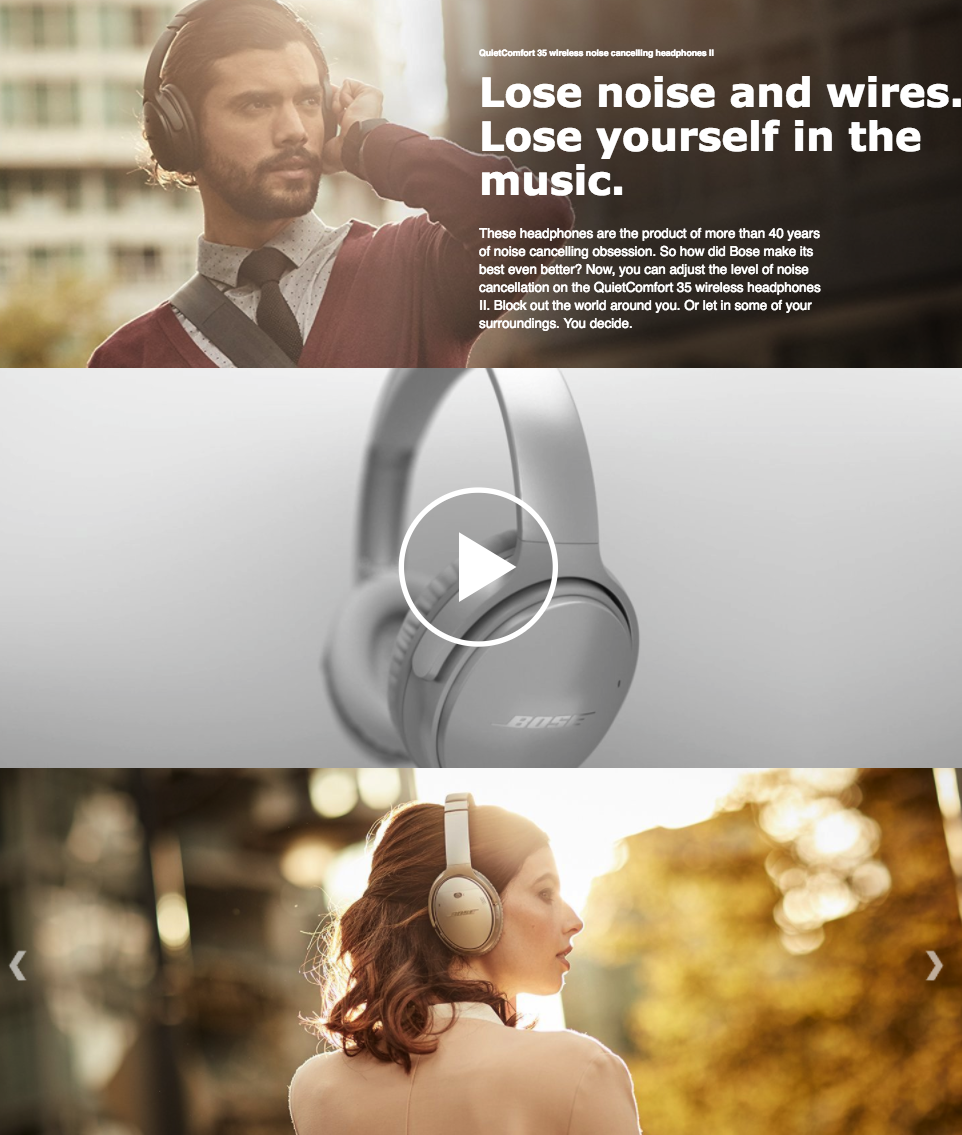 QuietComfort 35 wireless noise cancelling headphones II
Lose noise and wires.
Lose yourself in the
music.
These headphones are the product of more than 40 years
of noise cancelling obsession. So how did Bose make its
best even better? Now, you can adjust the level of noise
cancellation on the QuietComfort 35 wireless headphones
II. Block out the world around you. Or let in some of your
surroundings. You decide.
BOSE